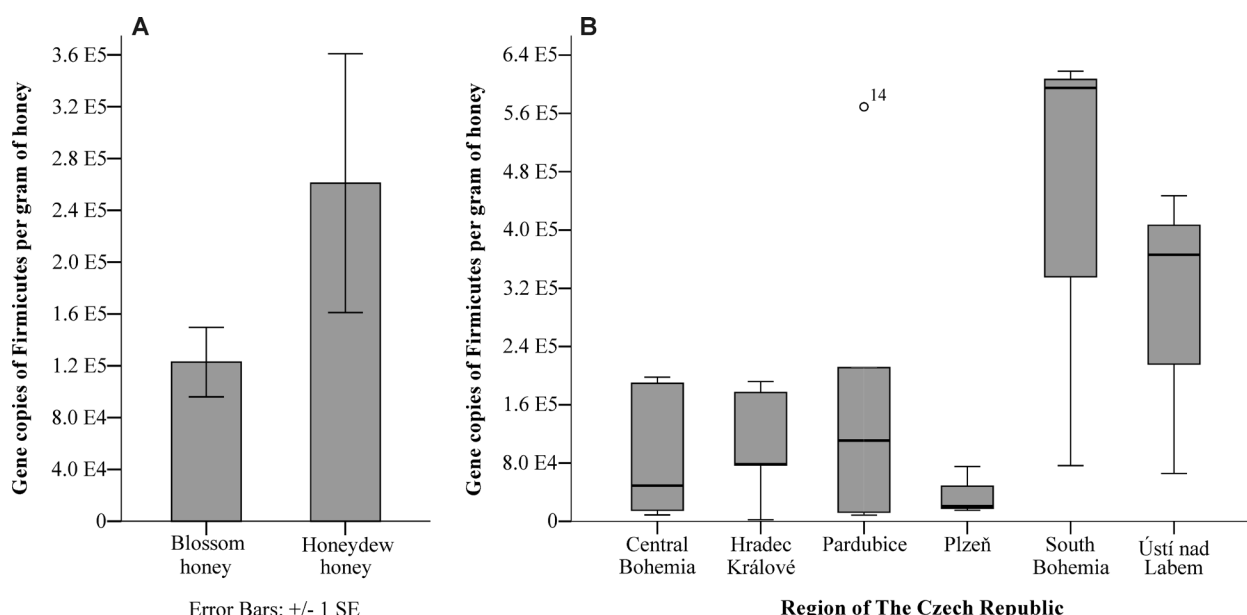 A
Gene copies of Firmicutes per gram of honey
3.6 E5
3.2 E5
2.8 E5
2.4 E5
2.0 E5
1.6 E5
1.2 E5
8.0 E4
4.0 E4
0
Blossom
honey
Honeydew
honey
Error Bars: +/- 1 SE
B
Gene copies of Firmicutes per gram of honey
6.4 E5
5.6 E5
4.8 E5
4.0 E5
3.2 E5
2.4 E5
1.6 E5
8.0 E4
0
14
Central
Bohemia
Hradec
Králové
Pardubice
Plzeň
South
Bohemia
Ústí nad
Labem
Region of The Czech Republic